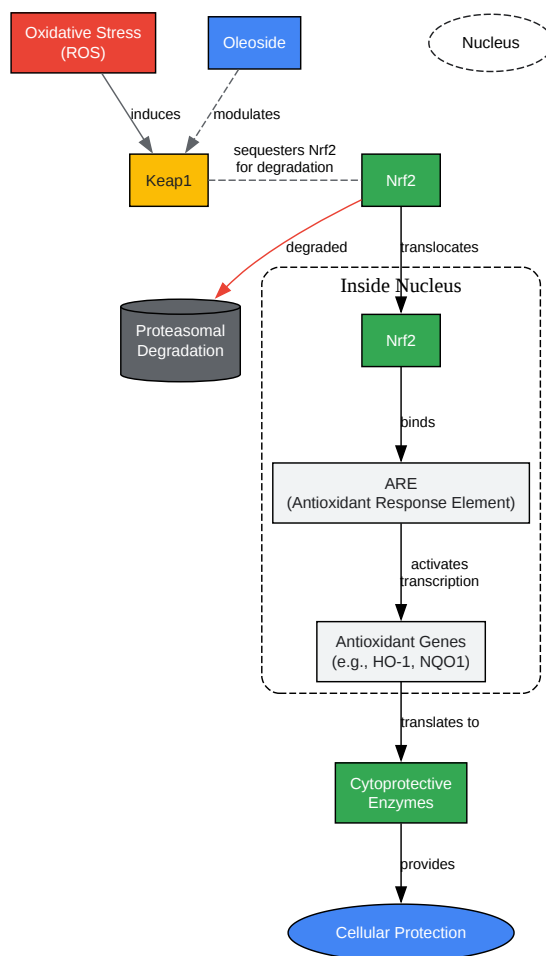 Oxidative Stress
(ROS)
Oleoside
Nucleus
induces
modulates
sequesters Nrf2
for degradation
Keap1
Nrf2
degraded
translocates
Inside Nucleus
Proteasomal
Degradation
Nrf2
binds
ARE
(Antioxidant Response Element)
activates
transcription
Antioxidant Genes
(e.g., HO-1, NQO1)
translates to
Cytoprotective
Enzymes
provides
Cellular Protection